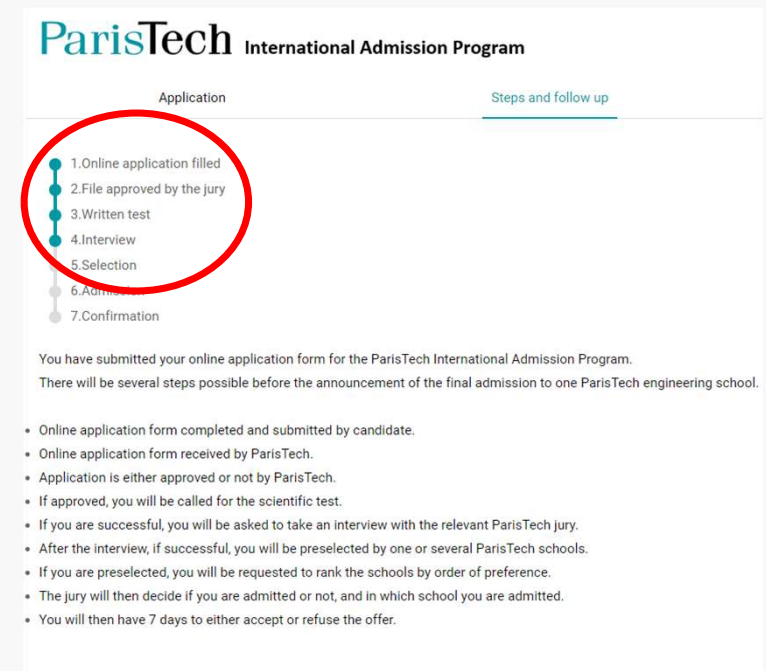 ParisTech International Admission Program
Application Steps and follow up
1.Online application filled
2.File approved by the jury
3.Written test
4.Interview
5.Selection
6.Admission
7.Confirmation
You have submitted your online application form for the ParisTech International Admission Program.
There will be several steps possible before the announcement of the final admission to one ParisTech engineering school.
• Online application form completed and submitted by candidate.
• Online application form received by ParisTech.
• Application is either approved or not by ParisTech.
• If approved, you will be called for the scientific test.
• If you are successful, you will be asked to take an interview with the relevant ParisTech jury.
• After the interview, if successful, you will be preselected by one or several ParisTech schools.
• If you are preselected, you will be requested to rank the schools by order of preference.
• The jury will then decide if you are admitted or not, and in which school you are admitted.
• You will then have 7 days to either accept or refuse the offer.